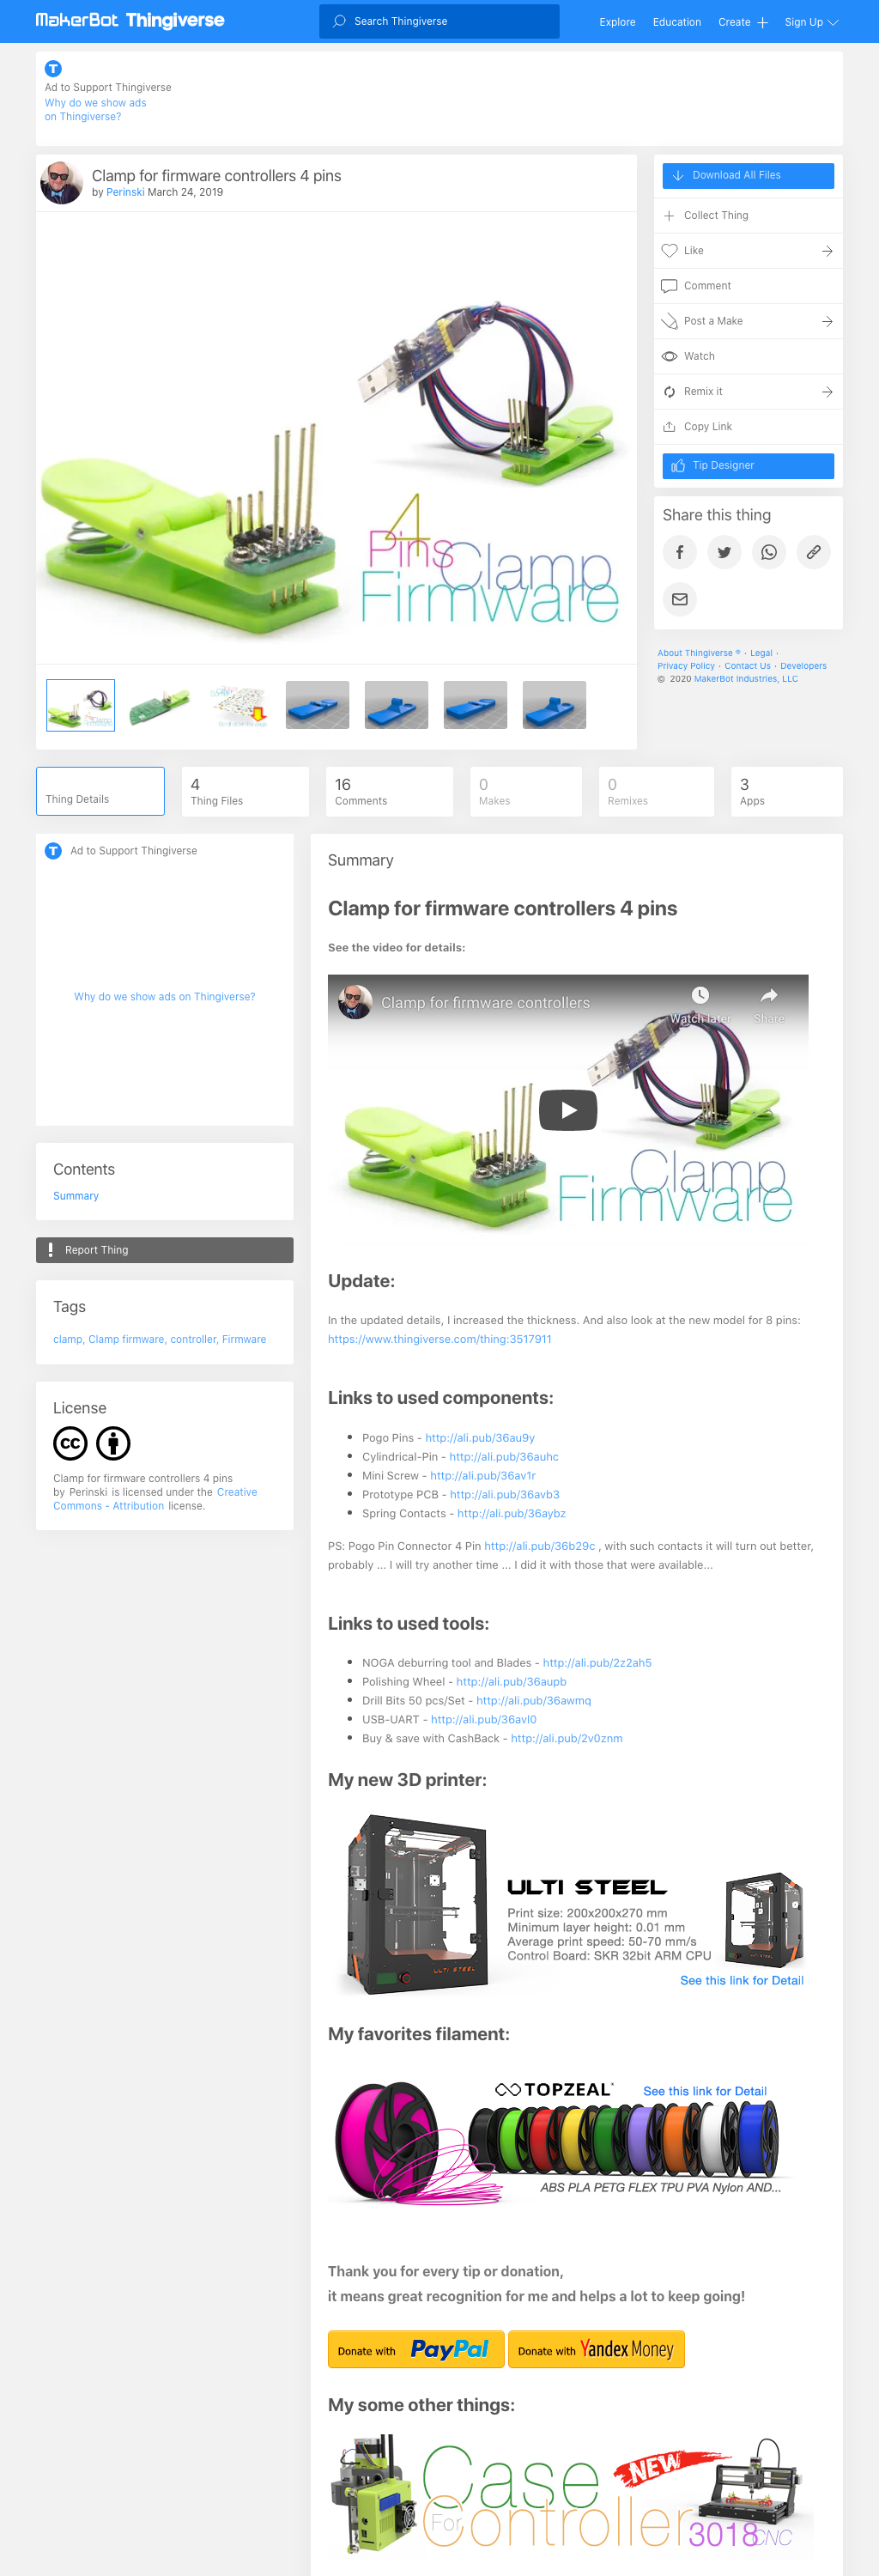 MakerBot Thingiverse
Search Thingiverse
Explore
Education
Create
Sign Up
Ad to Support Thingiverse
Why do we show ads
on Thingiverse?
Clamp for firmware controllers 4 pins
by Perinski March 24, 2019
4
Pins Clamp
Firmware
Download All Files
Collect Thing
Like
Comment
Post a Make
Watch
Remix it
Copy Link
Tip Designer
Share this thing
About Thingiverse ® · Legal ·
Privacy Policy · Contact Us · Developers
© 2020 MakerBot Industries, LLC
Thing Details
4
Thing Files
16
Comments
0
Makes
0
Remixes
3
Apps
Ad to Support Thingiverse
Why do we show ads on Thingiverse?
Contents
Summary
Report Thing
Tags
clamp, Clamp firmware, controller, Firmware
License
Clamp for firmware controllers 4 pins
by Perinski is licensed under the Creative
Commons - Attribution license.
Summary
Clamp for firmware controllers 4 pins
See the video for details:
Clamp for firmware controllers
Watch later
Share
Clamp
Firmware
Update:
In the updated details, I increased the thickness. And also look at the new model for 8 pins:
https://www.thingiverse.com/thing:3517911
Links to used components:
Pogo Pins - http://ali.pub/36au9y
Cylindrical-Pin - http://ali.pub/36auhc
Mini Screw - http://ali.pub/36av1r
Prototype PCB - http://ali.pub/36avb3
Spring Contacts - http://ali.pub/36aybz
PS: Pogo Pin Connector 4 Pin http://ali.pub/36b29c , with such contacts it will turn out better,
probably ... I will try another time ... I did it with those that were available...
Links to used tools:
NOGA deburring tool and Blades - http://ali.pub/2z2ah5
Polishing Wheel - http://ali.pub/36aupb
Drill Bits 50 pcs/Set - http://ali.pub/36awmq
USB-UART - http://ali.pub/36avl0
Buy & save with CashBack - http://ali.pub/2v0znm
My new 3D printer:
ULTI STEEL
ULTI STEEL
Print size: 200x200x270 mm
Minimum layer height: 0.01 mm
Average print speed: 50-70 mm/s
Control Board: SKR 32bit ARM CPU
See this link for Detail
My favorites filament:
TOPZEAL
See this link for Detail
ABS PLA PETG FLEX TPU PVA Nylon AND...
Thank you for every tip or donation,
it means great recognition for me and helps a lot to keep going!
Donate with PayPal
Donate with Yandex Money
My some other things:
Case NEW
For Controller
3018 CNC